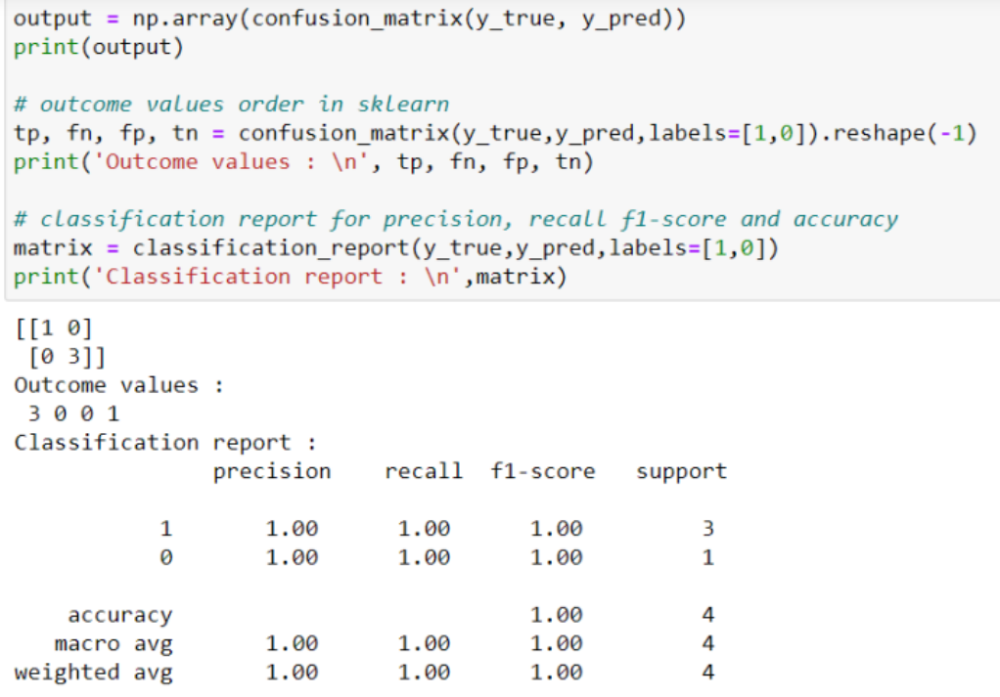 output = np.array(confusion_matrix(y_true, y_pred))
print(output)
# outcome values order in sklearn
tp, fn, fp, tn = confusion_matrix(y_true,y_pred,labels=[1,0]).reshape(-1)
print('Outcome values : \n', tp, fn, fp, tn)
# classification report for precision, recall f1-score and accuracy
matrix = classification_report(y_true,y_pred,labels=[1,0])
print('Classification report : \n',matrix)
[[1 0]
 [0 3]]
Outcome values :
 3 0 0 1
Classification report :
               precision    recall  f1-score   support
           1       1.00      1.00      1.00         3
           0       1.00      1.00      1.00         1
    accuracy                           1.00         4
   macro avg       1.00      1.00      1.00         4
weighted avg       1.00      1.00      1.00         4